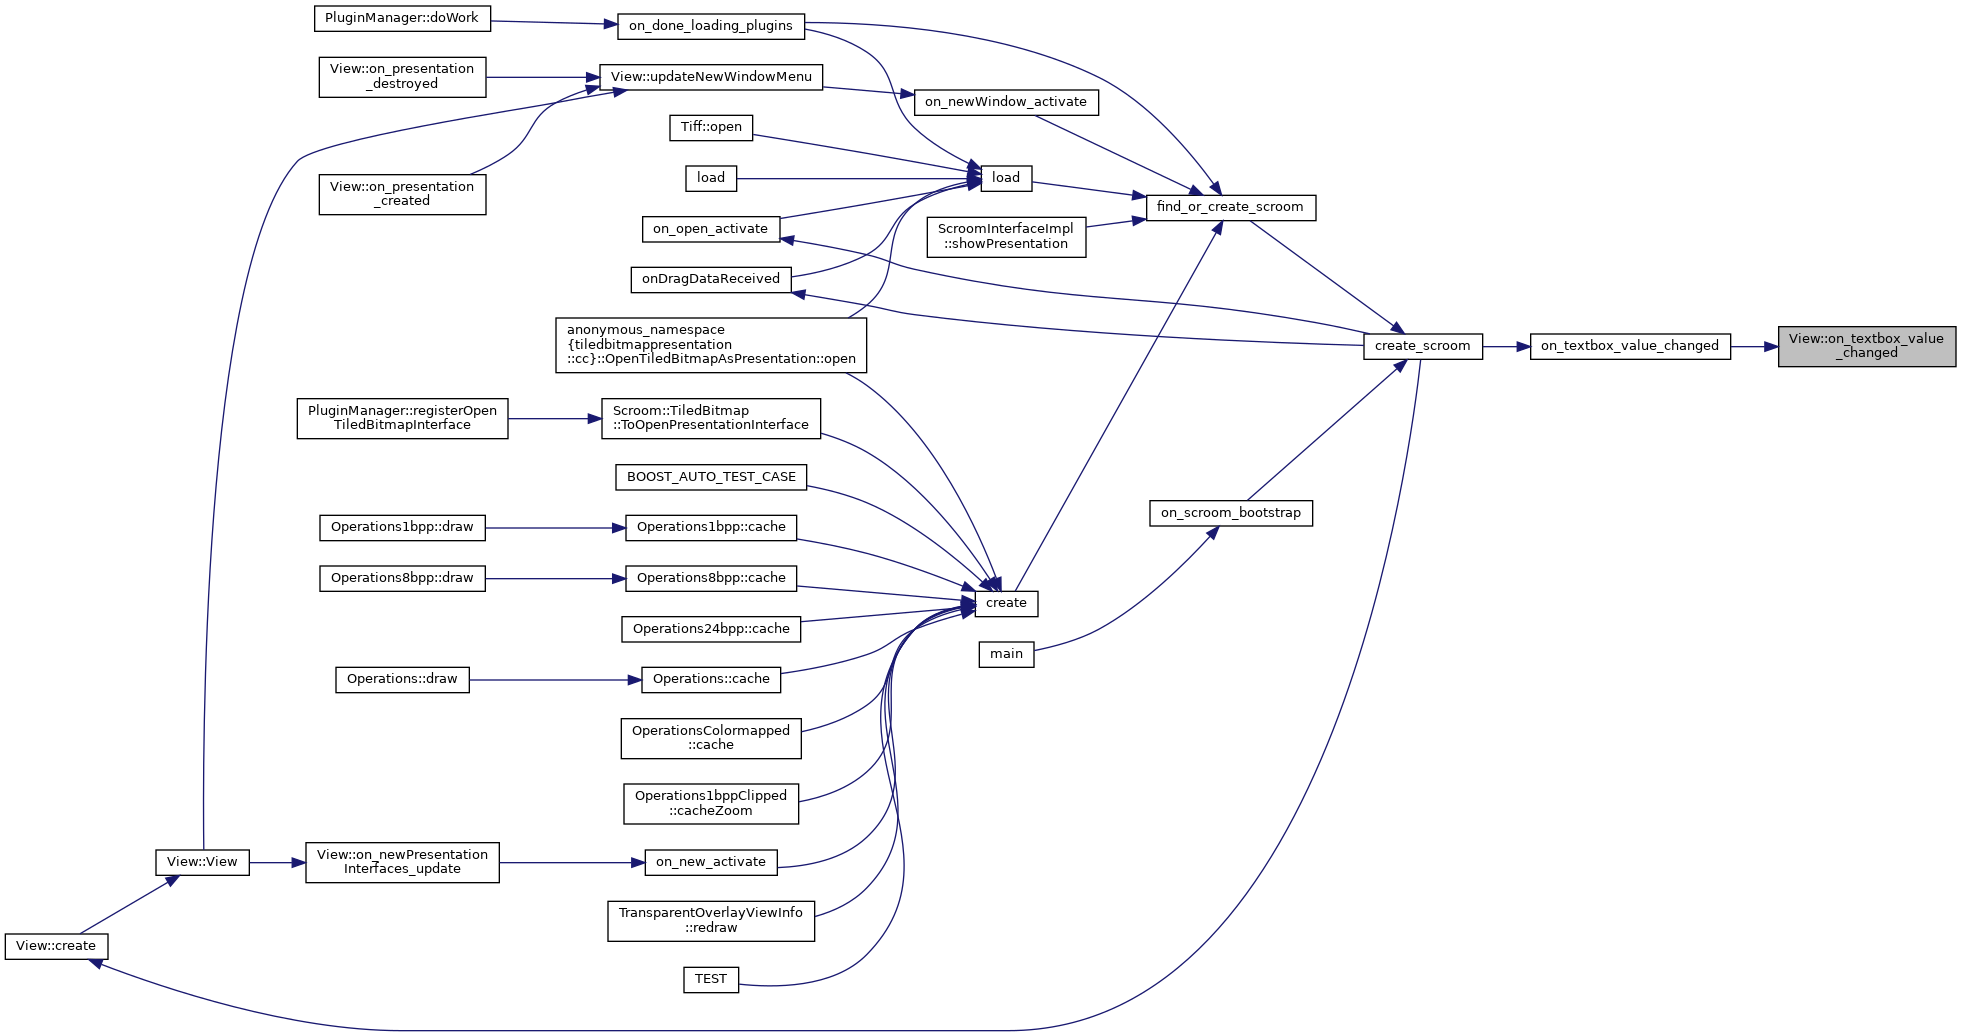 PluginManager::doWork
on_done_loading_plugins
View::on_presentation
_destroyed
View::updateNewWindowMenu
on_newWindow_activate
Tiff::open
load
load
View::on_presentation
_created
find_or_create_scroom
on_open_activate
ScroomInterfaceImpl
::showPresentation
onDragDataReceived
anonymous_namespace
{tiledbitmappresentation
::cc}::OpenTiledBitmapAsPresentation::open
create_scroom
on_textbox_value_changed
View::on_textbox_value
_changed
PluginManager::registerOpen
TiledBitmapInterface
Scroom::TiledBitmap
::ToOpenPresentationInterface
BOOST_AUTO_TEST_CASE
on_scroom_bootstrap
Operations1bpp::draw
Operations1bpp::cache
Operations8bpp::draw
Operations8bpp::cache
create
Operations24bpp::cache
main
Operations::draw
Operations::cache
OperationsColormapped
::cache
Operations1bppClipped
::cacheZoom
View::View
View::on_newPresentation
Interfaces_update
on_new_activate
TransparentOverlayViewInfo
::redraw
View::create
TEST